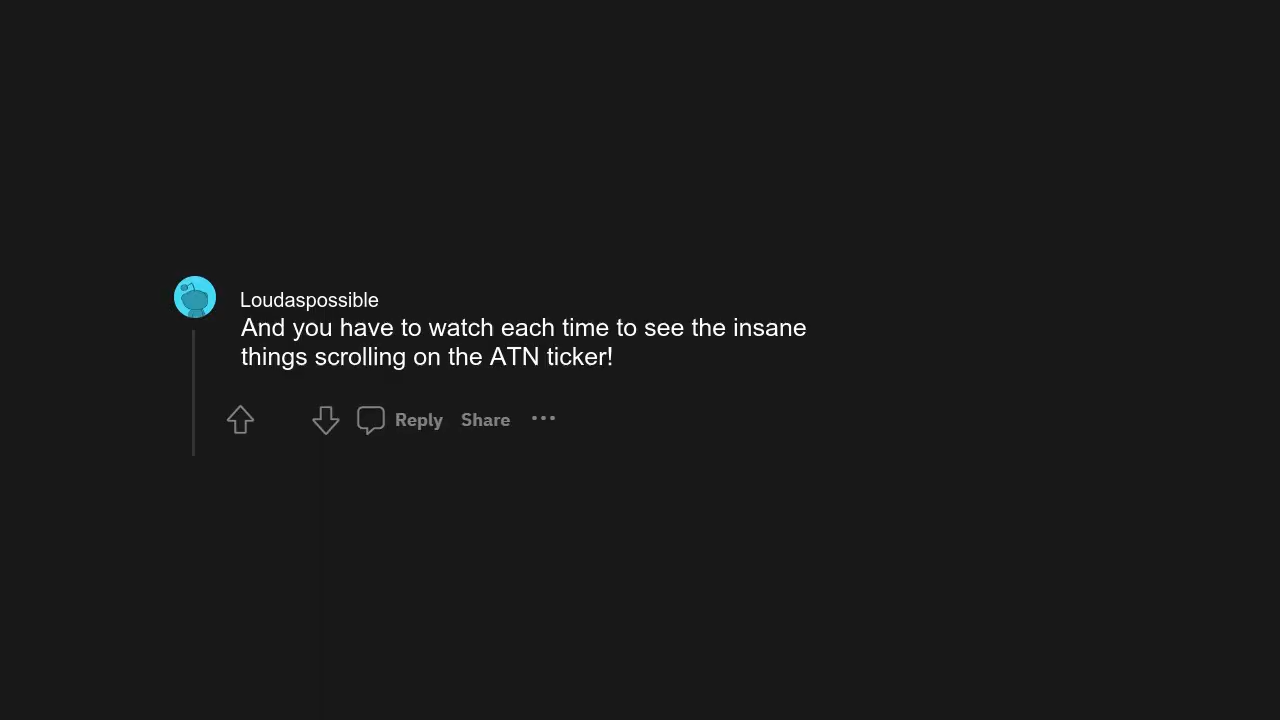 Loudaspossible
And you have to watch each time to see the insane
things scrolling on the ATN ticker!
Reply Share